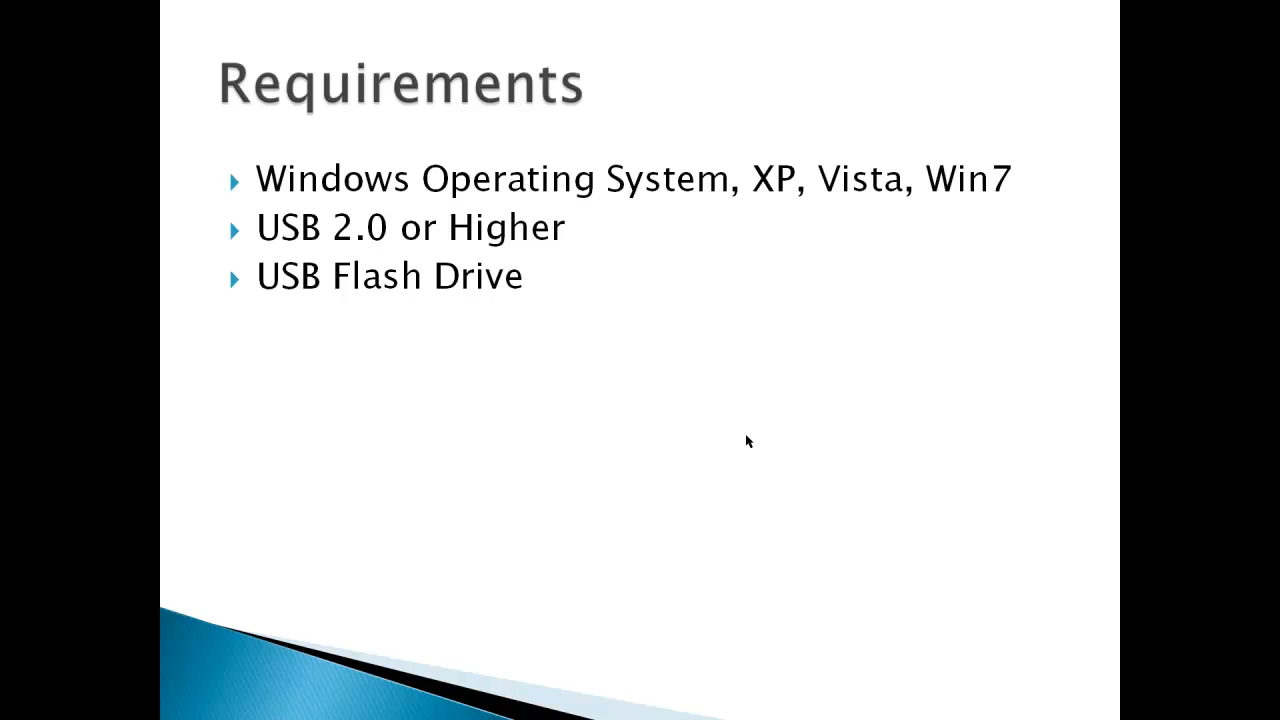 Requirements
Windows Operating System, XP, Vista, Win7
USB 2.0 or Higher
USB Flash Drive